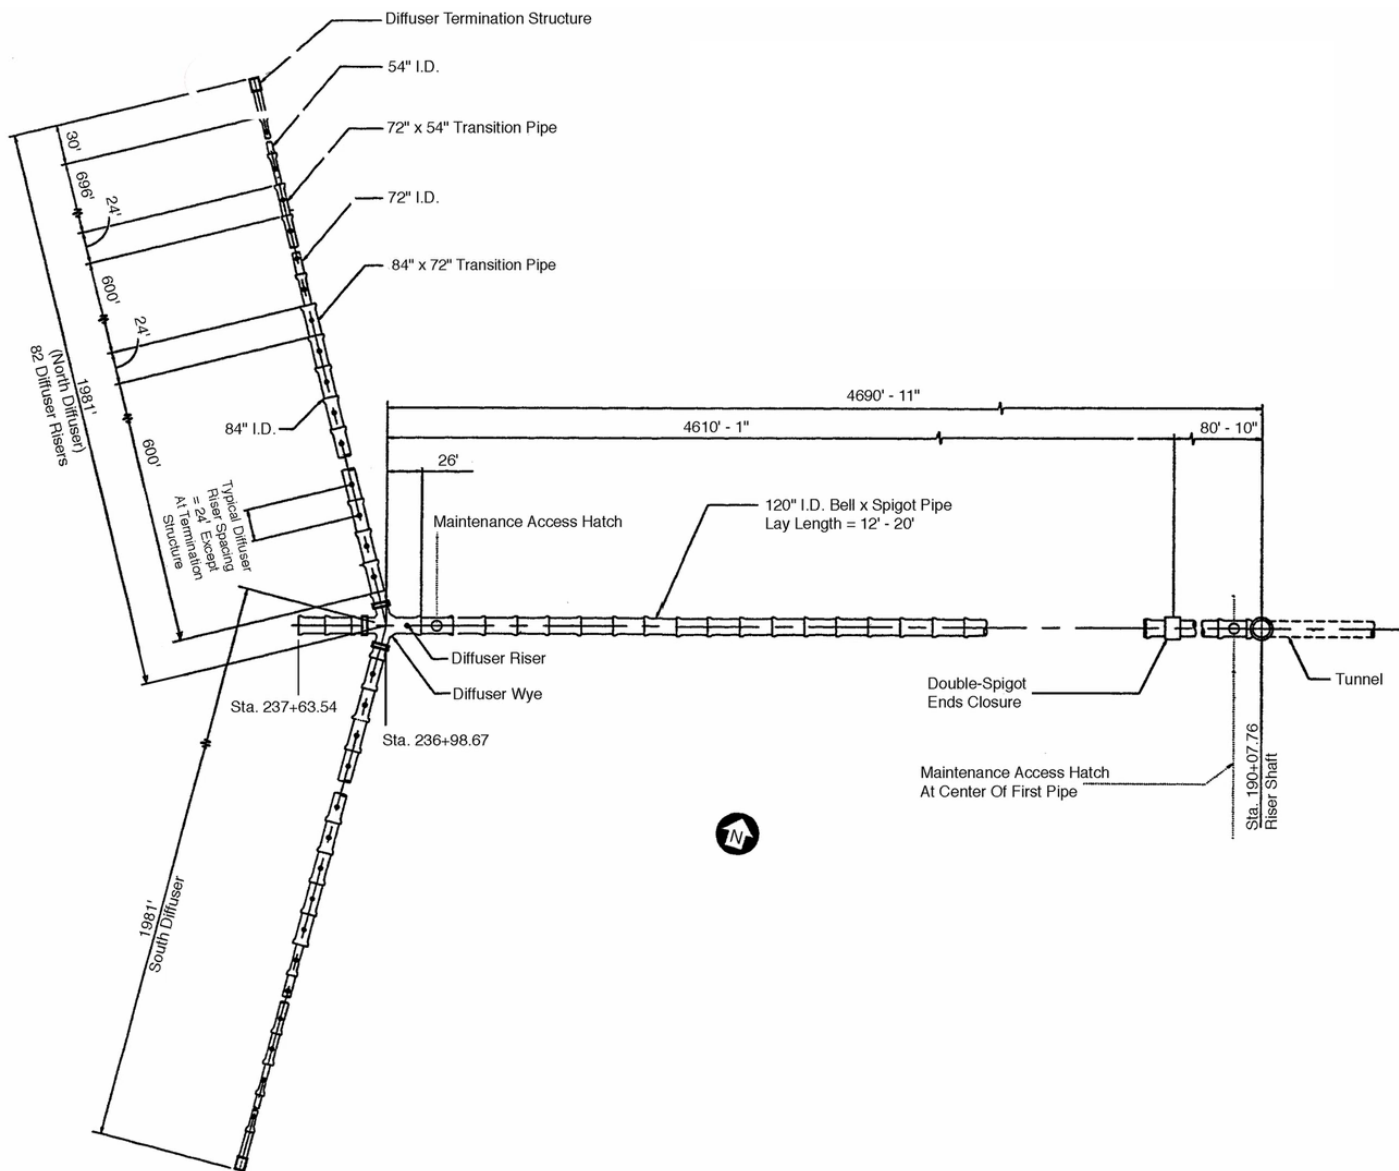 Diffuser Termination Structure
54" I.D.
72" x 54" Transition Pipe
72" I.D.
84" x 72" Transition Pipe
30'
696'
24'
600'
24'
1981'
(North Diffuser)
82 Diffuser Risers
600'
84" I.D.
Typical Diffuser
Riser Spacing
= 24' Except
At Termination
Structure
4690' - 11"
4610' - 1"
80' - 10"
26'
Maintenance Access Hatch
120" I.D. Bell x Spigot Pipe
Lay Length = 12' - 20'
Diffuser Riser
Diffuser Wye
Sta. 237+63.54
Sta. 236+98.67
Double-Spigot
Ends Closure
Tunnel
Maintenance Access Hatch
At Center Of First Pipe
Sta. 190+07.76
Riser Shaft
N
1981'
South Diffuser